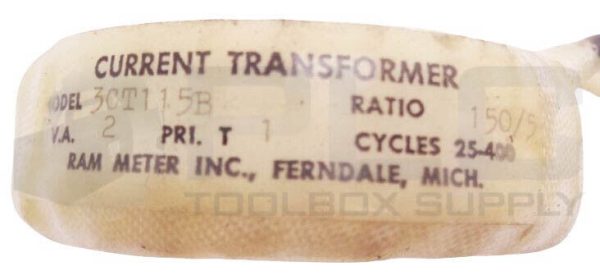 CURRENT TRANSFORMER
MODEL 3CT115B RATIO 150/5
V.A. 2 PRI. T 1 CYCLES 25-400
RAM METER INC., FERNDALE, MICH.
TOOLBOX SUPPLY